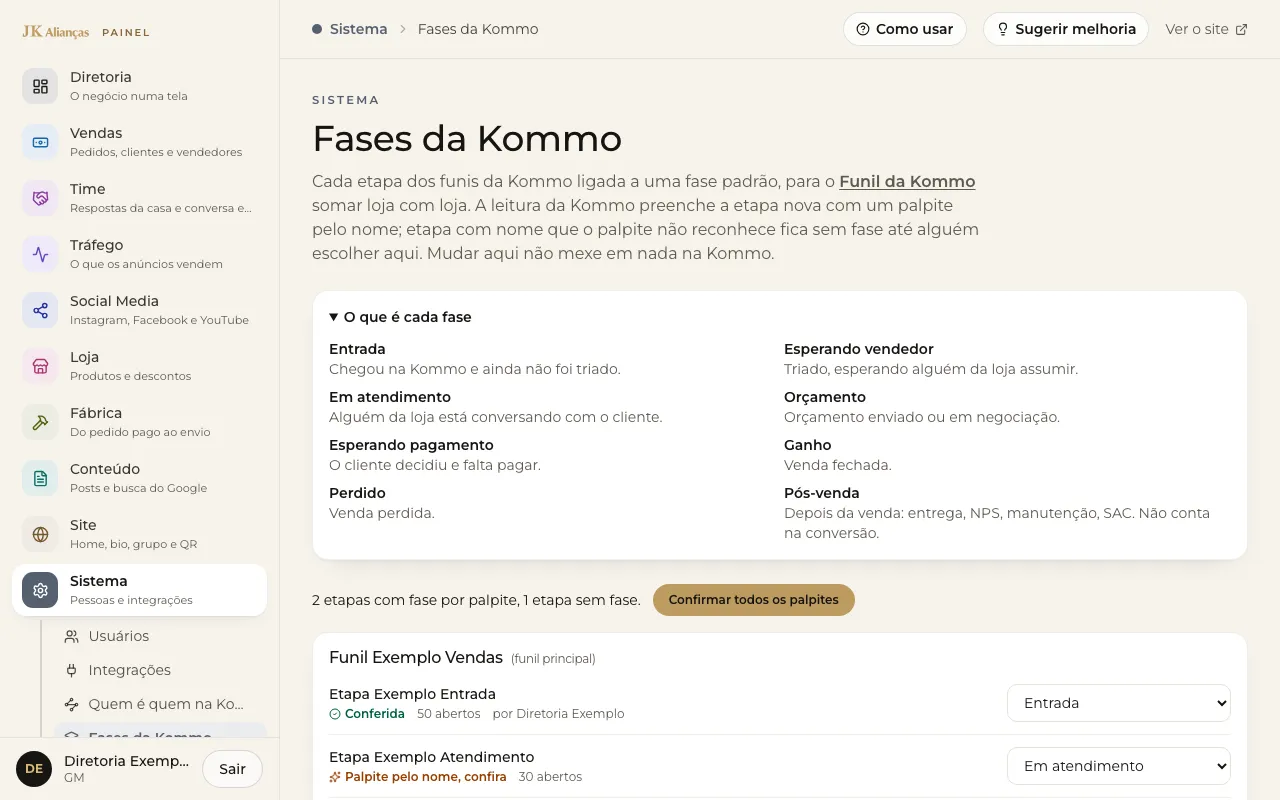 JK Alianças PAINEL
Diretoria
O negócio numa tela
Vendas
Pedidos, clientes e vendedores
Time
Respostas da casa e conversa e...
Tráfego
O que os anúncios vendem
Social Media
Instagram, Facebook e YouTube
Loja
Produtos e descontos
Fábrica
Do pedido pago ao envio
Conteúdo
Posts e busca do Google
Site
Home, bio, grupo e QR
Sistema
Pessoas e integrações
Usuários
Integrações
Quem é quem na Ko...
Fases da Kommo
DE
Diretoria Exemp...
GM
Sair
Sistema
Fases da Kommo
Como usar
Sugerir melhoria
Ver o site
SISTEMA
Fases da Kommo
Cada etapa dos funis da Kommo ligada a uma fase padrão, para o Funil da Kommo
somar loja com loja. A leitura da Kommo preenche a etapa nova com um palpite
pelo nome; etapa com nome que o palpite não reconhece fica sem fase até alguém
escolher aqui. Mudar aqui não mexe em nada na Kommo.
O que é cada fase
Entrada
Chegou na Kommo e ainda não foi triado.
Esperando vendedor
Triado, esperando alguém da loja assumir.
Em atendimento
Alguém da loja está conversando com o cliente.
Orçamento
Orçamento enviado ou em negociação.
Esperando pagamento
O cliente decidiu e falta pagar.
Ganho
Venda fechada.
Perdido
Venda perdida.
Pós-venda
Depois da venda: entrega, NPS, manutenção, SAC. Não conta
na conversão.
2 etapas com fase por palpite, 1 etapa sem fase.
Confirmar todos os palpites
Funil Exemplo Vendas (funil principal)
Etapa Exemplo Entrada
Conferida 50 abertos por Diretoria Exemplo
Entrada
Etapa Exemplo Atendimento
Palpite pelo nome, confira 30 abertos
Em atendimento